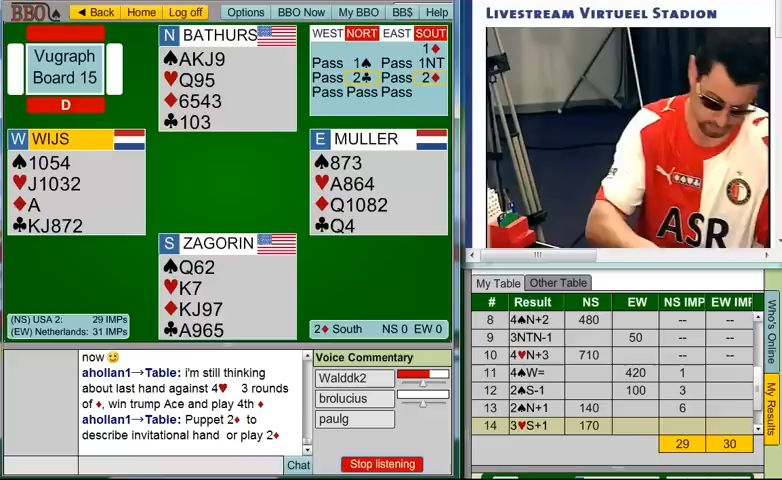 BBO Back Home Log off Options BBO Now My BBO BB$ Help
LIVESTREAM VIRTUEEL STADION
Vugraph
Board 15
D
N BATHURS
♠AKJ9
♥Q95
♦6543
♣103
WEST NORT EAST SOUT
1♦
Pass 1♠ Pass 1NT
Pass 2♣ Pass 2♦
Pass Pass Pass
W WIJS
♠1054
♥J1032
♦A
♣KJ872
E MULLER
♠873
♥A864
♦Q1082
♣Q4
S ZAGORIN
♠Q62
♥K7
♦KJ97
♣A965
(NS) USA 2: 29 IMPs
(EW) Netherlands: 31 IMPs
2♦ South NS 0 EW 0
ASR
now
ahollan1→Table: i'm still thinking
about last hand against 4♥ 3 rounds
of ♦, win trump Ace and play 4th ♦
ahollan1→Table: Puppet 2♦ to
describe invitational hand or play 2♦
Chat
Voice Commentary
Walddk2
brolucius
paulg
Stop listening
My Table Other Table
# Result NS EW NS IMP EW IMP
8 4♠N+2 480 -- --
9 3NTN-1 50 -- --
10 4♥N+3 710 -- --
11 4♠W= 420 1
12 2♠S-1 100 3
13 2♠N+1 140 6
14 3♥S+1 170
29 30
Who's Online
My Results